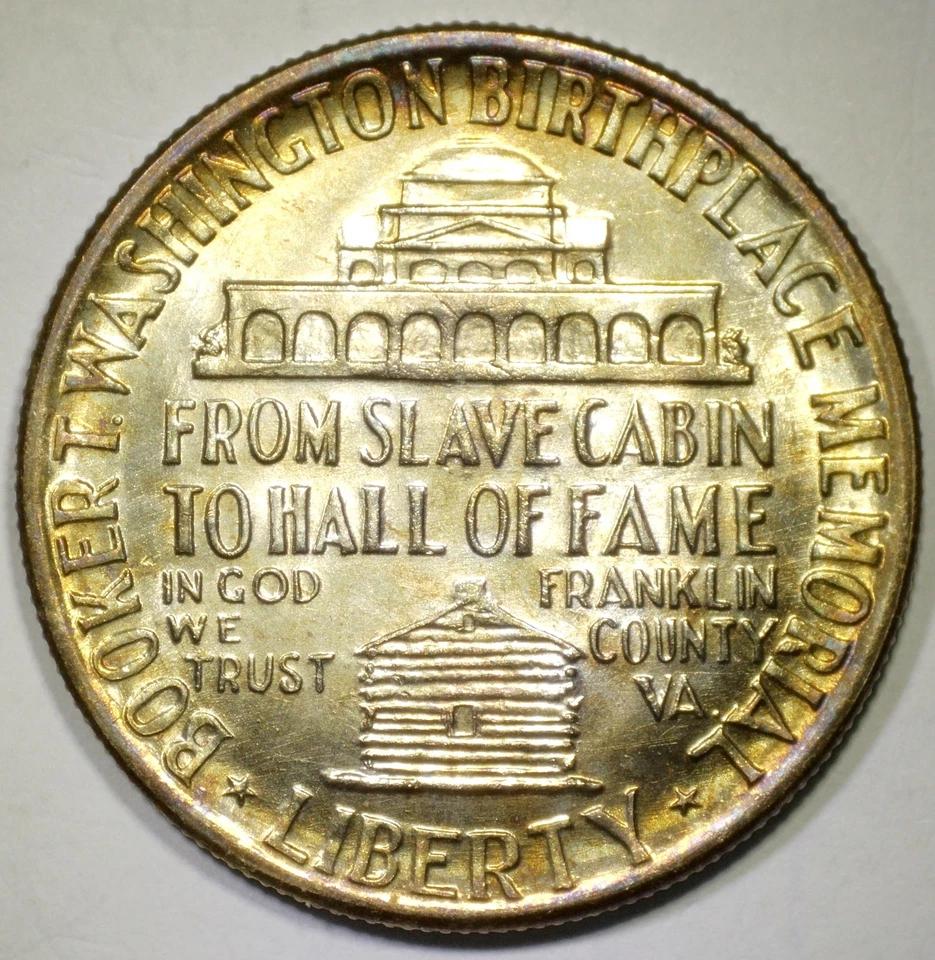 BOOKER T. WASHINGTON BIRTHPLACE MEMORIAL
FROM SLAVE CABIN
TO HALL OF FAME
IN GOD
WE
TRUST
FRANKLIN
COUNTY
VA.
LIBERTY